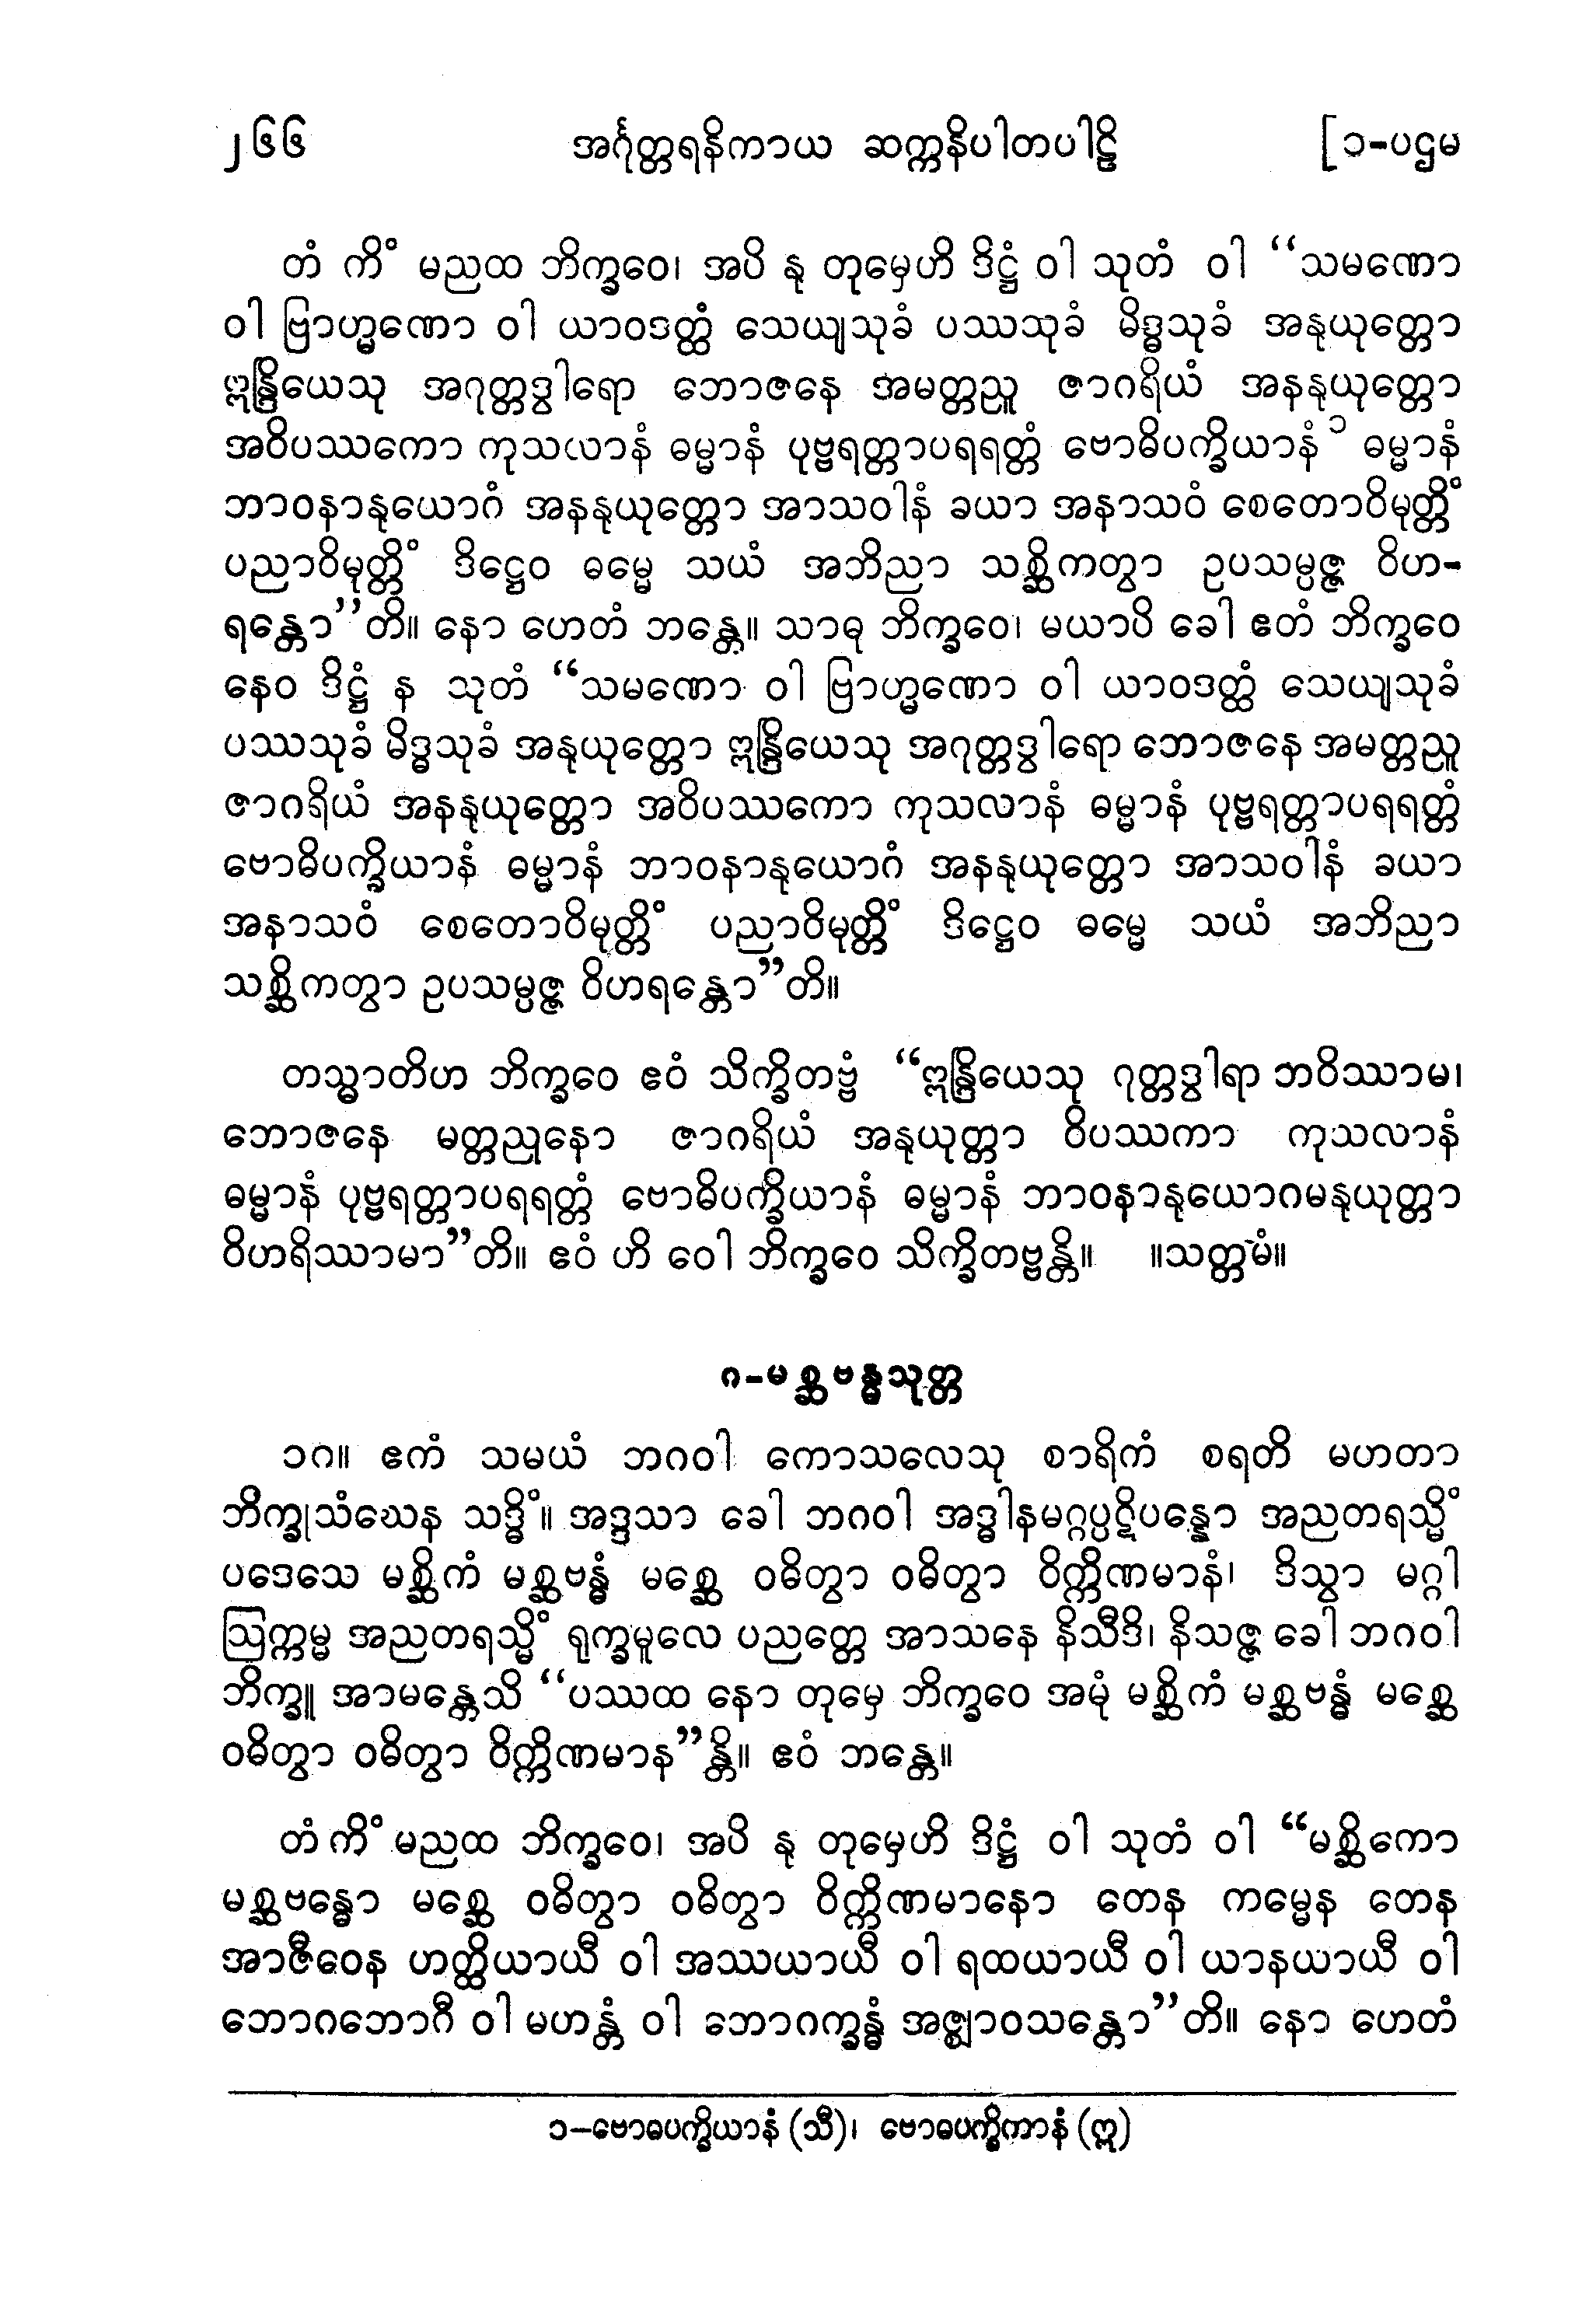 ၂၆၆ အင်္ဂုတ္တရနိကာယ ဆက္ကနိပါတပါဠိ [၁-ပဌမ
တံ ကိံ မညထ ဘိက္ခဝေ၊ အပိ နု တုမှေဟိ ဒိဋ္ဌံ ဝါ သုတံ ဝါ “သမဏော
ဝါ ဗြာဟ္မဏော ဝါ ယာဝဒတ္ထံ သေယျသုခံ ပဿသုခံ မိဒ္ဓသုခံ အနုယုတ္တော
ဣန္ဒြိယေသု အဂုတ္တဒွါရော ဘောဇနေ အမတ္တညူ ဇာဂရိယံ အနနုယုတ္တော
အဝိပဿကော ကုသလာနံ ဓမ္မာနံ ပုဗ္ဗရတ္တာပရရတ္တံ ဗောဓိပက္ခိယာနံ ၁ ဓမ္မာနံ
ဘာဝနာနုယောဂံ အနနုယုတ္တော အာသဝါနံ ခယာ အနာသဝံ စေတောဝိမုတ္တိံ
ပညာဝိမုတ္တိံ ဒိဋ္ဌေဝ ဓမ္မေ သယံ အဘိညာ သစ္ဆိကတွာ ဥပသမ္ပဇ္ဇ ဝိဟ-
ရန္တော”တိ။ နော ဟေတံ ဘန္တေ။ သာဓု ဘိက္ခဝေ၊ မယာပိ ခေါ ဧတံ ဘိက္ခဝေ
နေဝ ဒိဋ္ဌံ န သုတံ “သမဏော ဝါ ဗြာဟ္မဏော ဝါ ယာဝဒတ္ထံ သေယျသုခံ
ပဿသုခံ မိဒ္ဓသုခံ အနုယုတ္တော ဣန္ဒြိယေသု အဂုတ္တဒွါရော ဘောဇနေ အမတ္တညူ
ဇာဂရိယံ အနနုယုတ္တော အဝိပဿကော ကုသလာနံ ဓမ္မာနံ ပုဗ္ဗရတ္တာပရရတ္တံ
ဗောဓိပက္ခိယာနံ ဓမ္မာနံ ဘာဝနာနုယောဂံ အနနုယုတ္တော အာသဝါနံ ခယာ
အနာသဝံ စေတောဝိမုတ္တိံ ပညာဝိမုတ္တိံ ဒိဋ္ဌေဝ ဓမ္မေ သယံ အဘိညာ
သစ္ဆိကတွာ ဥပသမ္ပဇ္ဇ ဝိဟရန္တော”တိ။
တသ္မာတိဟ ဘိက္ခဝေ ဧဝံ သိက္ခိတဗ္ဗံ “ဣန္ဒြိယေသု ဂုတ္တဒွါရာ ဘဝိဿာမ၊
ဘောဇနေ မတ္တညုနော ဇာဂရိယံ အနုယုတ္တာ ဝိပဿကာ ကုသလာနံ
ဓမ္မာနံ ပုဗ္ဗရတ္တာပရရတ္တံ ဗောဓိပက္ခိယာနံ ဓမ္မာနံ ဘာဝနာနုယောဂမနုယုတ္တာ
ဝိဟရိဿာမာ”တိ။ ဧဝံ ဟိ ဝေါ ဘိက္ခဝေ သိက္ခိတဗ္ဗန္တိ။ ။သတ္တမံ။
၈-မစ္ဆဗန္ဓသုတ္တ
၁၈။ ဧကံ သမယံ ဘဂဝါ ကောသလေသု စာရိကံ စရတိ မဟတာ
ဘိက္ခုသံဃေန သဒ္ဓိံ။ အဒ္ဒသာ ခေါ ဘဂဝါ အဒ္ဓါနမဂ္ဂပ္ပဋိပန္နော အညတရသ္မိံ
ပဒေသေ မစ္ဆိကံ မစ္ဆဗန္ဓံ မစ္ဆေ ဝဓိတွာ ဝဓိတွာ ဝိက္ကိဏမာနံ၊ ဒိသွာ မဂ္ဂါ
ဩက္ကမ္မ အညတရသ္မိံ ရုက္ခမူလေ ပညတ္တေ အာသနေ နိသီဒိ၊ နိသဇ္ဇ ခေါ ဘဂဝါ
ဘိက္ခူ အာမန္တေသိ “ပဿထ နော တုမှေ ဘိက္ခဝေ အမုံ မစ္ဆိကံ မစ္ဆဗန္ဓံ မစ္ဆေ
ဝဓိတွာ ဝဓိတွာ ဝိက္ကိဏမာန”န္တိ။ ဧဝံ ဘန္တေ။
တံ ကိံ မညထ ဘိက္ခဝေ၊ အပိ နု တုမှေဟိ ဒိဋ္ဌံ ဝါ သုတံ ဝါ “မစ္ဆိကော
မစ္ဆဗန္ဓော မစ္ဆေ ဝဓိတွာ ဝဓိတွာ ဝိက္ကိဏမာနော တေန ကမ္မေန တေန
အာဇီဝေန ဟတ္ထိယာယီ ဝါ အဿယာယီ ဝါ ရထယာယီ ဝါ ယာနယာယီ ဝါ
ဘောဂဘောဂီ ဝါ မဟန္တံ ဝါ ဘောဂက္ခန္ဓံ အဇ္ဈာဝသန္တော”တိ။ နော ဟေတံ
၁–ဗောဓပက္ခိယာနံ (သီ)၊ ဗောဓပက္ခိကာနံ (ဣ)